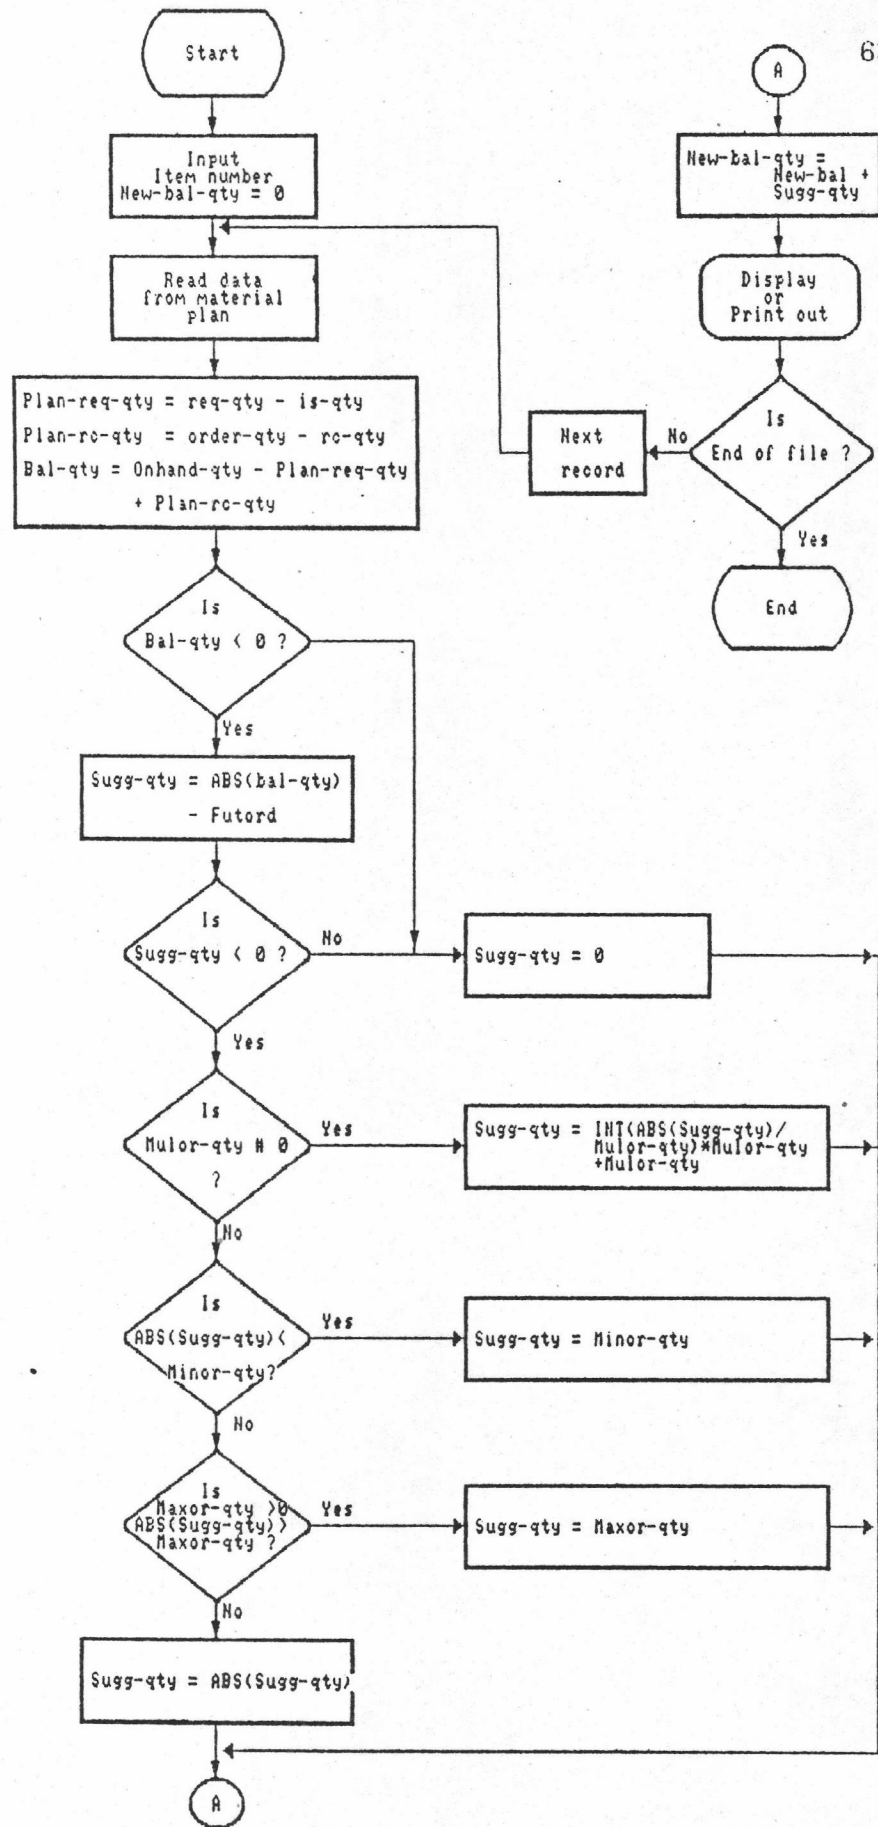 Start
Input
Item number
New-bal-qty = 0
Read data
from material
plan
Plan-req-qty = req-qty - is-qty
Plan-rc-qty = order-qty - rc-qty
Bal-qty = Onhand-qty - Plan-req-qty
+ Plan-rc-qty
Is
Bal-qty < 0 ?
Yes
Sugg-qty = ABS(bal-qty)
- Futord
Is
Sugg-qty < 0 ?
No
Sugg-qty = 0
Yes
Is
Mulor-qty # 0
?
Yes
Sugg-qty = INT(ABS(Sugg-qty)/
Mulor-qty)*Mulor-qty
+Mulor-qty
No
Is
ABS(Sugg-qty)<
Minor-qty?
Yes
Sugg-qty = Minor-qty
No
Is
Maxor-qty >0
ABS(Sugg-qty)>
Maxor-qty ?
Yes
Sugg-qty = Maxor-qty
No
Sugg-qty = ABS(Sugg-qty)
A
A
New-bal-qty =
New-bal +
Sugg-qty
Display
or
Print out
Is
End of file ?
No
Next
record
Yes
End